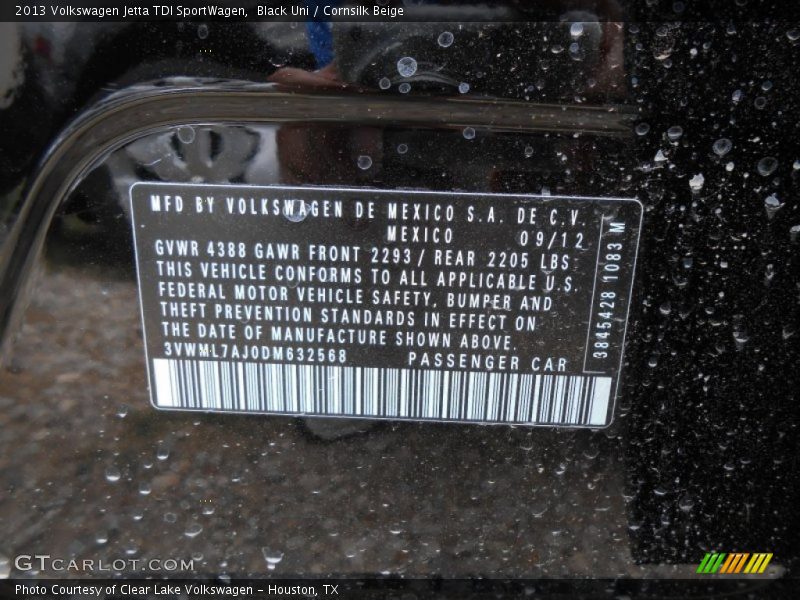 2013 Volkswagen Jetta TDI SportWagen,  Black Uni / Cornsilk Beige
MFD BY VOLKSWAGEN DE MEXICO S.A. DE C.V.
MEXICO 09/12
GVWR 4388 GAWR FRONT 2293/ REAR 2205 LBS
THIS VEHICLE CONFORMS TO ALL APPLICABLE U.S.
FEDERAL MOTOR VEHICLE SAFETY, BUMPER AND
THEFT PREVENTION STANDARDS IN EFFECT ON
THE DATE OF MANUFACTURE SHOWN ABOVE.
3VWML7AJ0DM632568 PASSENGER CAR
3845428 1083 M
GTCARLOT.COM
Photo Courtesy of Clear Lake Volkswagen - Houston, TX